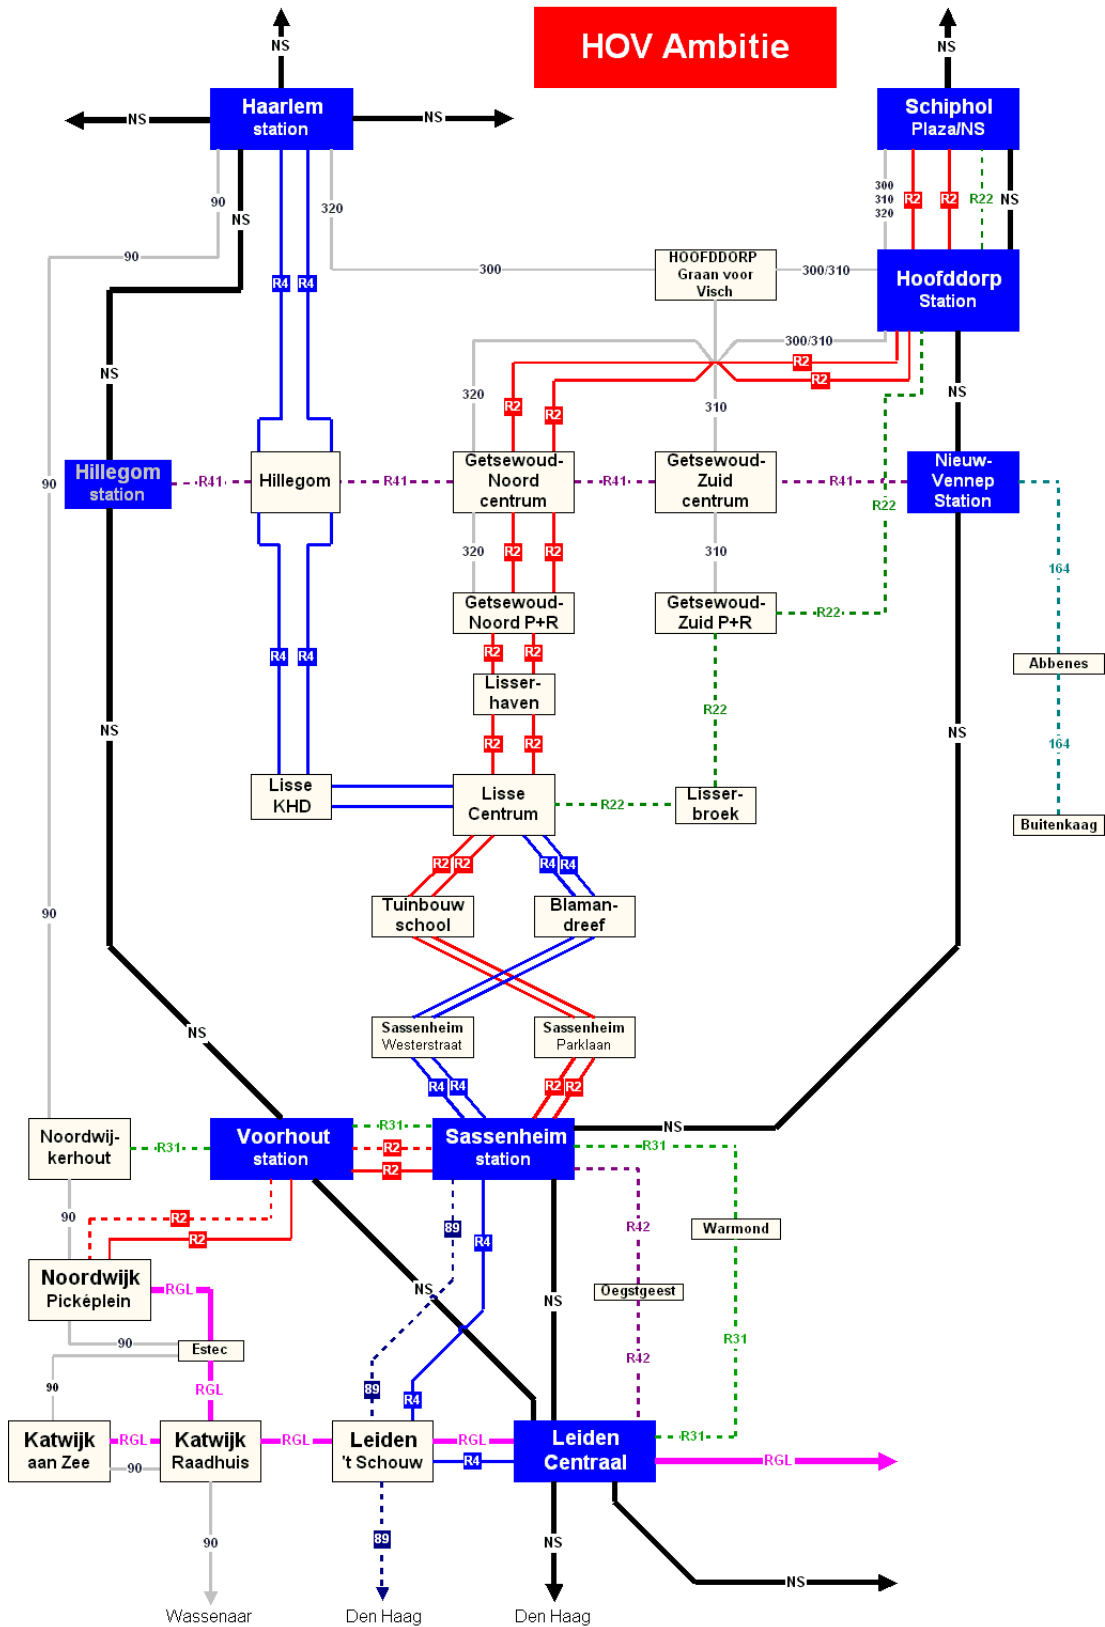 HOV Ambitie
NS
NS
Haarlem
station
NS
NS
Schiphol
Plaza/NS
90
NS
320
300
310
320
R2
R2
R22
NS
90
R4
R4
300
HOOFDDORP
Graan voor
Visch
300/310
Hoofddorp
Station
300/310
R2
R2
NS
320
R2
R2
310
NS
90
Hillegom
station
R41
Hillegom
R41
Getsewoud-
Noord
centrum
R41
Getsewoud-
Zuid
centrum
R41
Nieuw-
Vennep
Station
R22
320
R2
R2
310
164
Getsewoud-
Noord P+R
Getsewoud-
Zuid P+R
R22
R4
R4
R2
R2
Abbenes
Lisser-
haven
R22
NS
R2
R2
NS
164
Lisse
KHD
Lisse
Centrum
R22
Lisser-
broek
Buitenkaag
R2
R2
R4
R4
90
Tuinbouw
school
Blaman-
dreef
NS
Sassenheim
Westerstraat
Sassenheim
Parklaan
R4
R4
R2
R2
Noordwij-
kerhout
R31
Voorhout
station
R31
R2
R2
Sassenheim
station
NS
R31
90
R2
R2
89
R4
R42
Warmond
Noordwijk
Picképlein
RGL
NS
NS
Oegstgeest
90
Estec
R31
R42
90
RGL
89
R4
Katwijk
aan Zee
RGL
90
Katwijk
Raadhuis
RGL
Leiden
't Schouw
RGL
R4
Leiden
Centraal
R31
RGL
90
89
NS
NS
Wassenaar
Den Haag
Den Haag